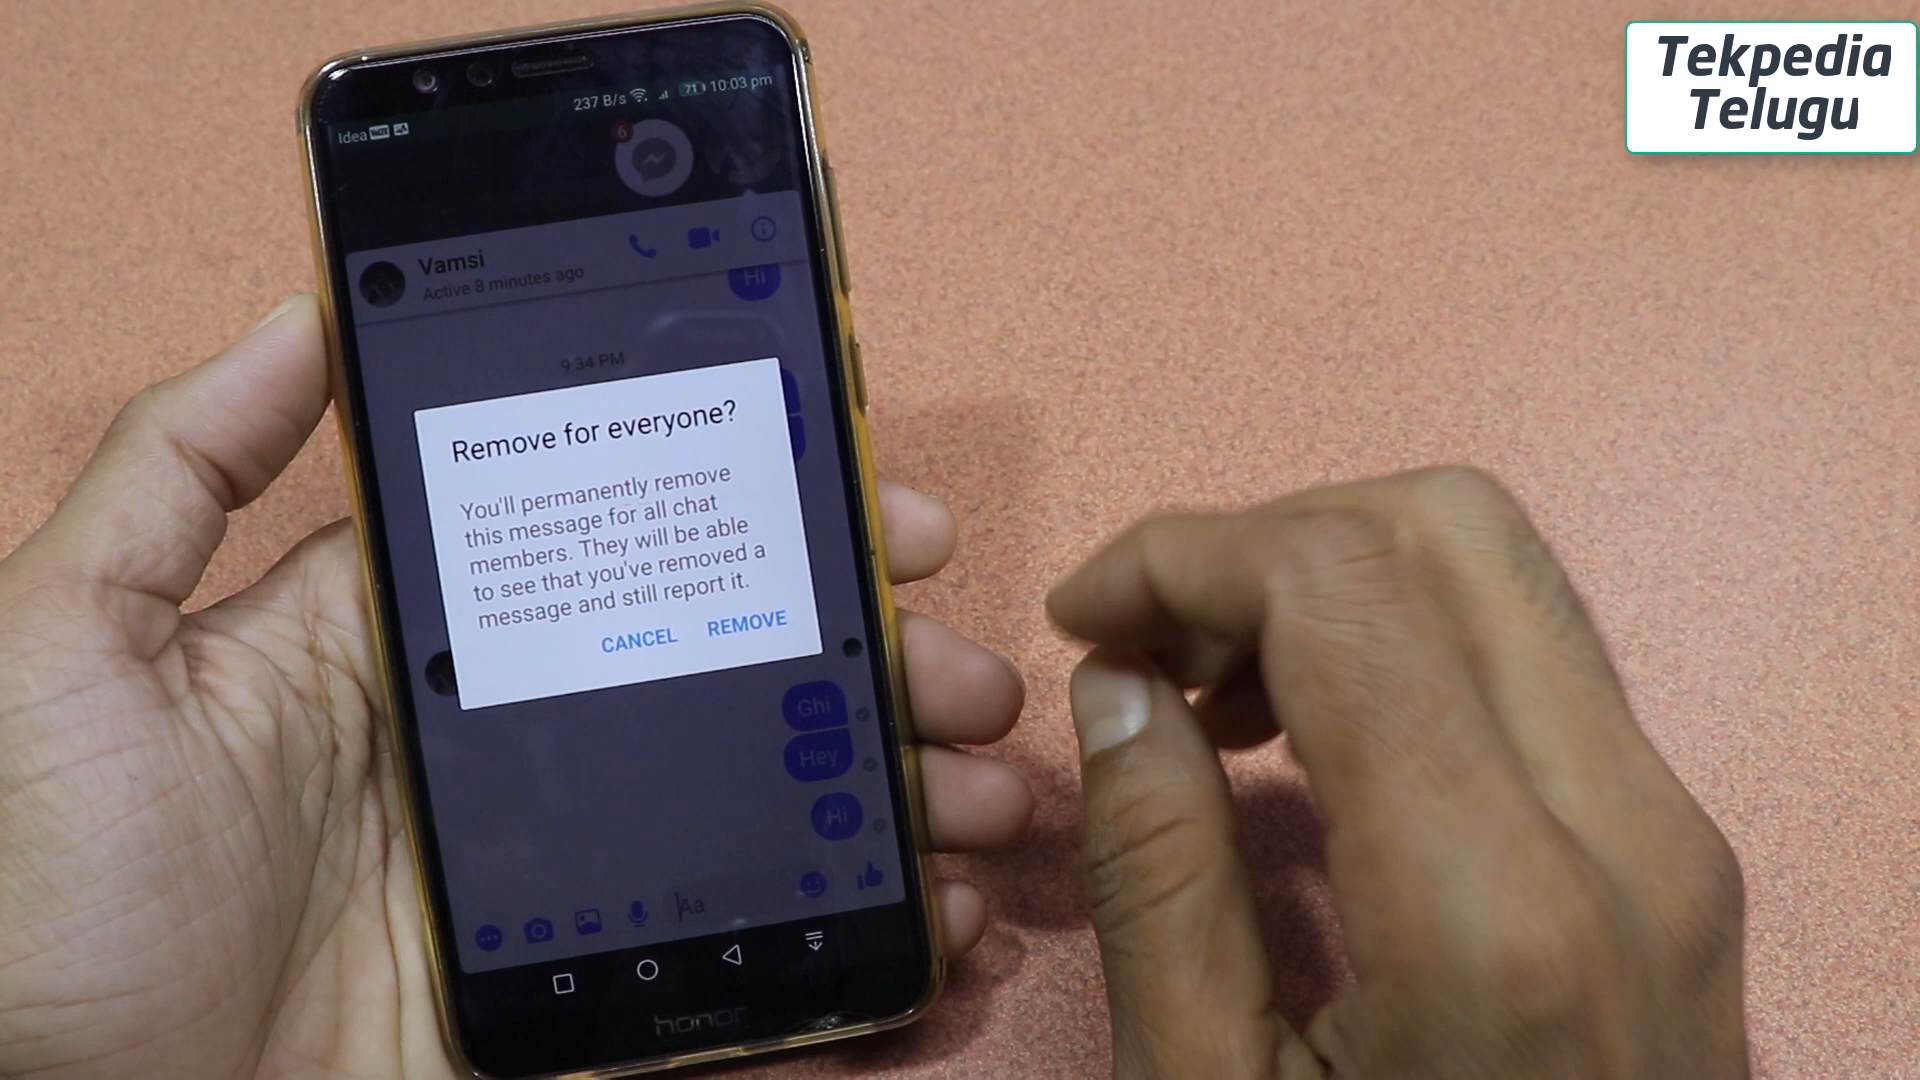 Tekpedia
Telugu
237 B/s 71 10:03 pm
Idea
6
Vamsi
Active 8 minutes ago
Hi
9:34 PM
Remove for everyone?
You'll permanently remove
this message for all chat
members. They will be able
to see that you've removed a
message and still report it.
CANCEL REMOVE
Ghi
Hey
Hi
Aa
honor